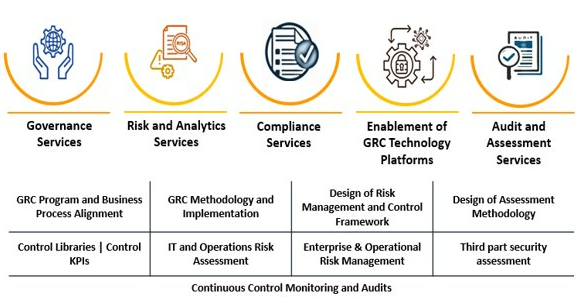 RISK
AUDIT
Governance
Services
Risk and Analytics
Services
Compliance
Services
Enablement of
GRC Technology
Platforms
Audit and
Assessment
Services
GRC Program and Business
Process Alignment
GRC Methodology and
Implementation
Design of Risk
Management and Control
Framework
Design of Assessment
Methodology
Control Libraries | Control
KPIs
IT and Operations Risk
Assessment
Enterprise & Operational
Risk Management
Third part security
assessment
Continuous Control Monitoring and Audits